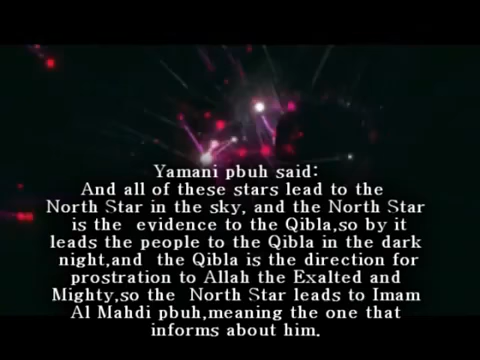 Yamani pbuh said:
And all of these stars lead to the
North Star in the sky, and the North Star
is the evidence to the Qibla,so by it
leads the people to the Qibla in the dark
night,and the Qibla is the direction for
prostration to Allah the Exalted and
Mighty,so the North Star leads to Imam
Al Mahdi pbuh,meaning the one that
informs about him.